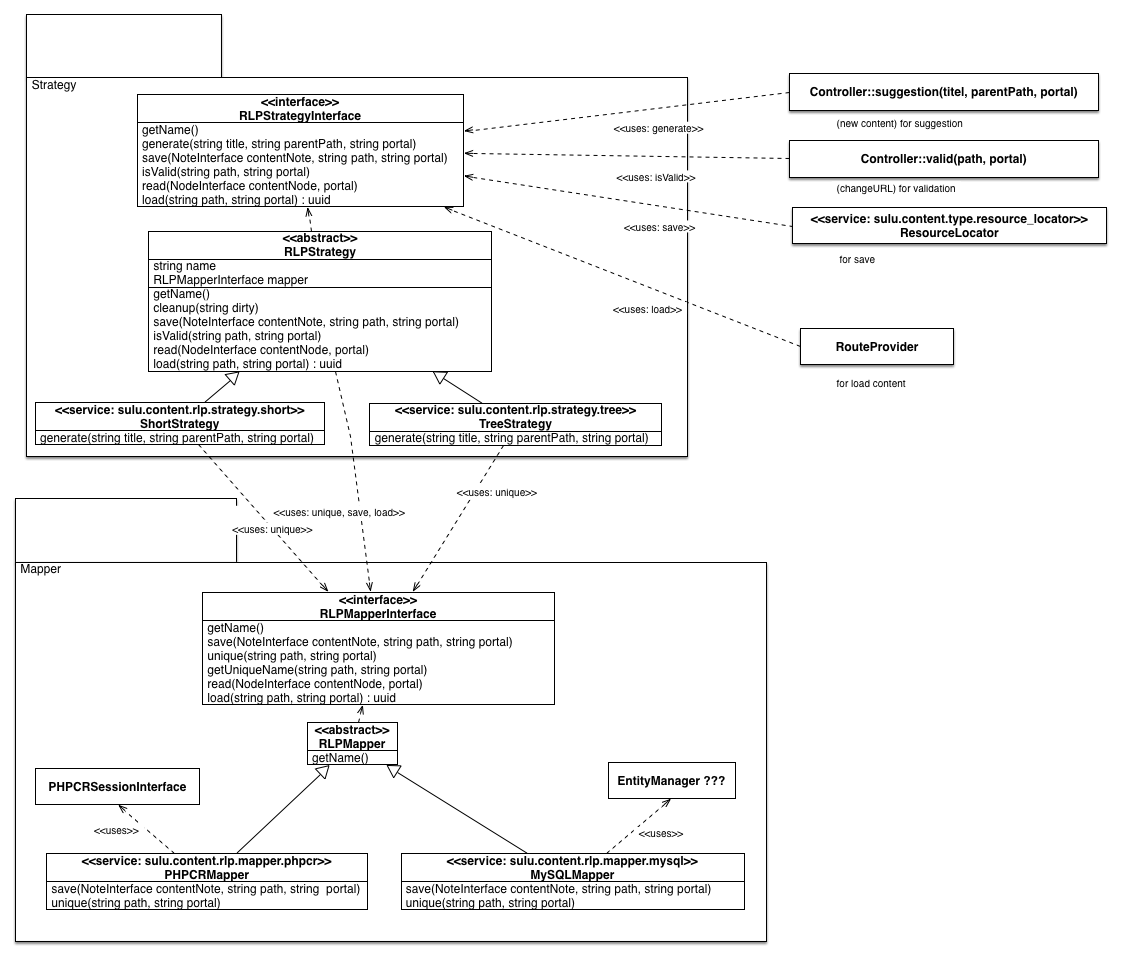 Strategy
<<interface>>
RLPStrategyInterface
getName()
generate(string title, string parentPath, string portal)
save(NoteInterface contentNote, string path, string portal)
isValid(string path, string portal)
read(NodeInterface contentNode, portal)
load(string path, string portal) : uuid
<<abstract>>
RLPStrategy
string name
RLPMapperInterface mapper
getName()
cleanup(string dirty)
save(NoteInterface contentNote, string path, string portal)
isValid(string path, string portal)
read(NodeInterface contentNode, portal)
load(string path, string portal) : uuid
<<service: sulu.content.rlp.strategy.short>>
ShortStrategy
generate(string title, string parentPath, string portal)
<<service: sulu.content.rlp.strategy.tree>>
TreeStrategy
generate(string title, string parentPath, string portal)
<<uses: generate>>
<<uses: isValid>>
<<uses: save>>
<<uses: load>>
Controller::suggestion(titel, parentPath, portal)
(new content) for suggestion
Controller::valid(path, portal)
(changeURL) for validation
<<service: sulu.content.type.resource_locator>>
ResourceLocator
for save
RouteProvider
for load content
<<uses: unique>>
<<uses: unique, save, load>>
<<uses: unique>>
Mapper
<<interface>>
RLPMapperInterface
getName()
save(NoteInterface contentNote, string path, string portal)
unique(string path, string portal)
getUniqueName(string path, string portal)
read(NodeInterface contentNode, portal)
load(string path, string portal) : uuid
<<abstract>>
RLPMapper
getName()
PHPCRSessionInterface
EntityManager ???
<<uses>>
<<uses>>
<<service: sulu.content.rlp.mapper.phpcr>>
PHPCRMapper
save(NoteInterface contentNote, string path, string  portal)
unique(string path, string portal)
<<service: sulu.content.rlp.mapper.mysql>>
MySQLMapper
save(NoteInterface contentNote, string path, string portal)
unique(string path, string portal)